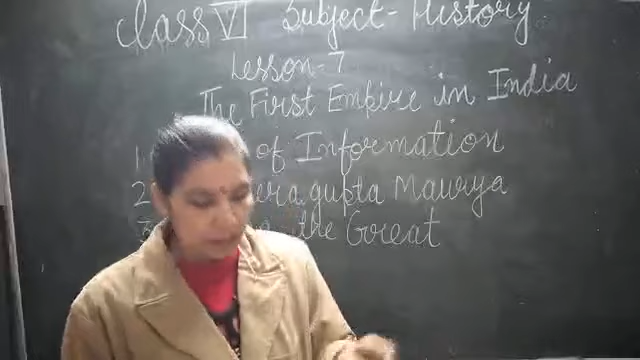 Class VI Subject - History
Lesson - 7
The First Empire in India
of Information
2 gupta Maurya
the Great